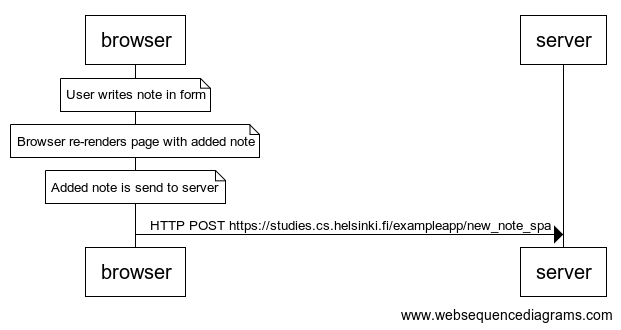 browser
server
User writes note in form
Browser re-renders page with added note
Added note is send to server
HTTP POST https://studies.cs.helsinki.fi/exampleapp/new_note_spa
browser
server
www.websequencediagrams.com